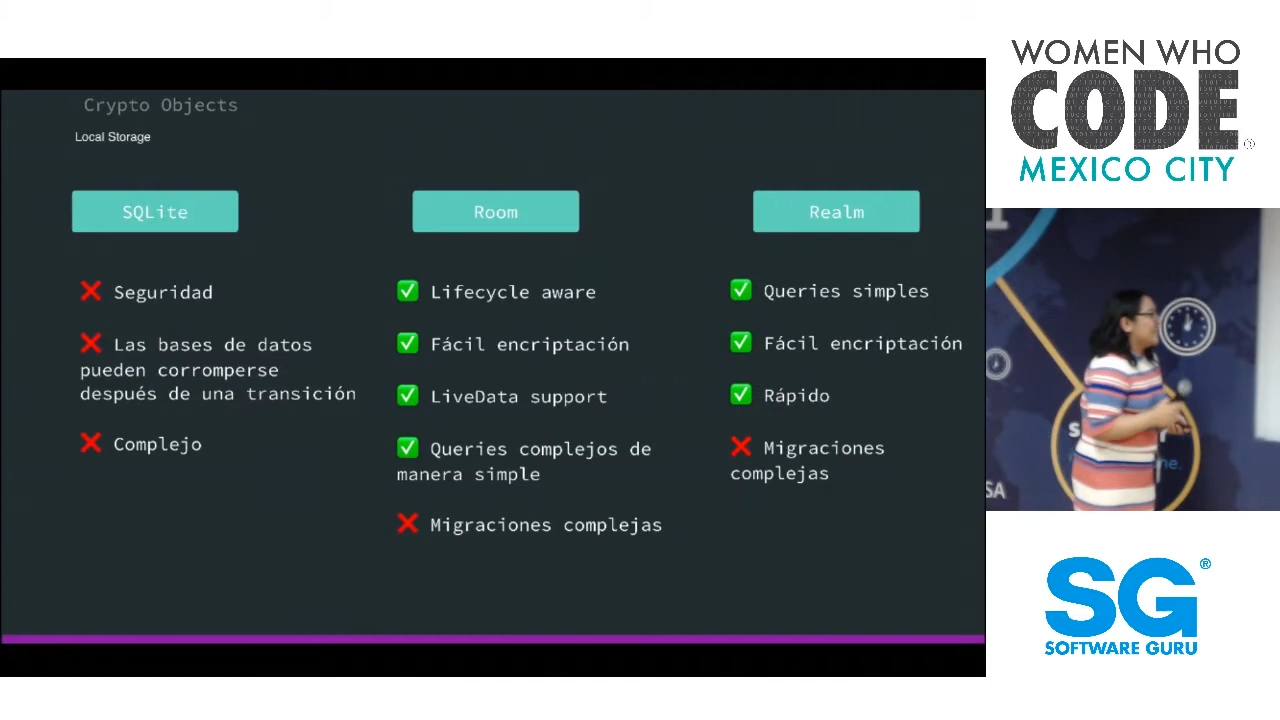 Crypto Objects
Local Storage
SQLite
❌ Seguridad
❌ Las bases de datos
pueden corromperse
después de una transición
❌ Complejo
Room
✅ Lifecycle aware
✅ Fácil encriptación
✅ LiveData support
✅ Queries complejos de
manera simple
❌ Migraciones complejas
Realm
✅ Queries simples
✅ Fácil encriptación
✅ Rápido
❌ Migraciones
complejas
WOMEN WHO
CODE
MEXICO CITY
SG®
SOFTWARE GURU